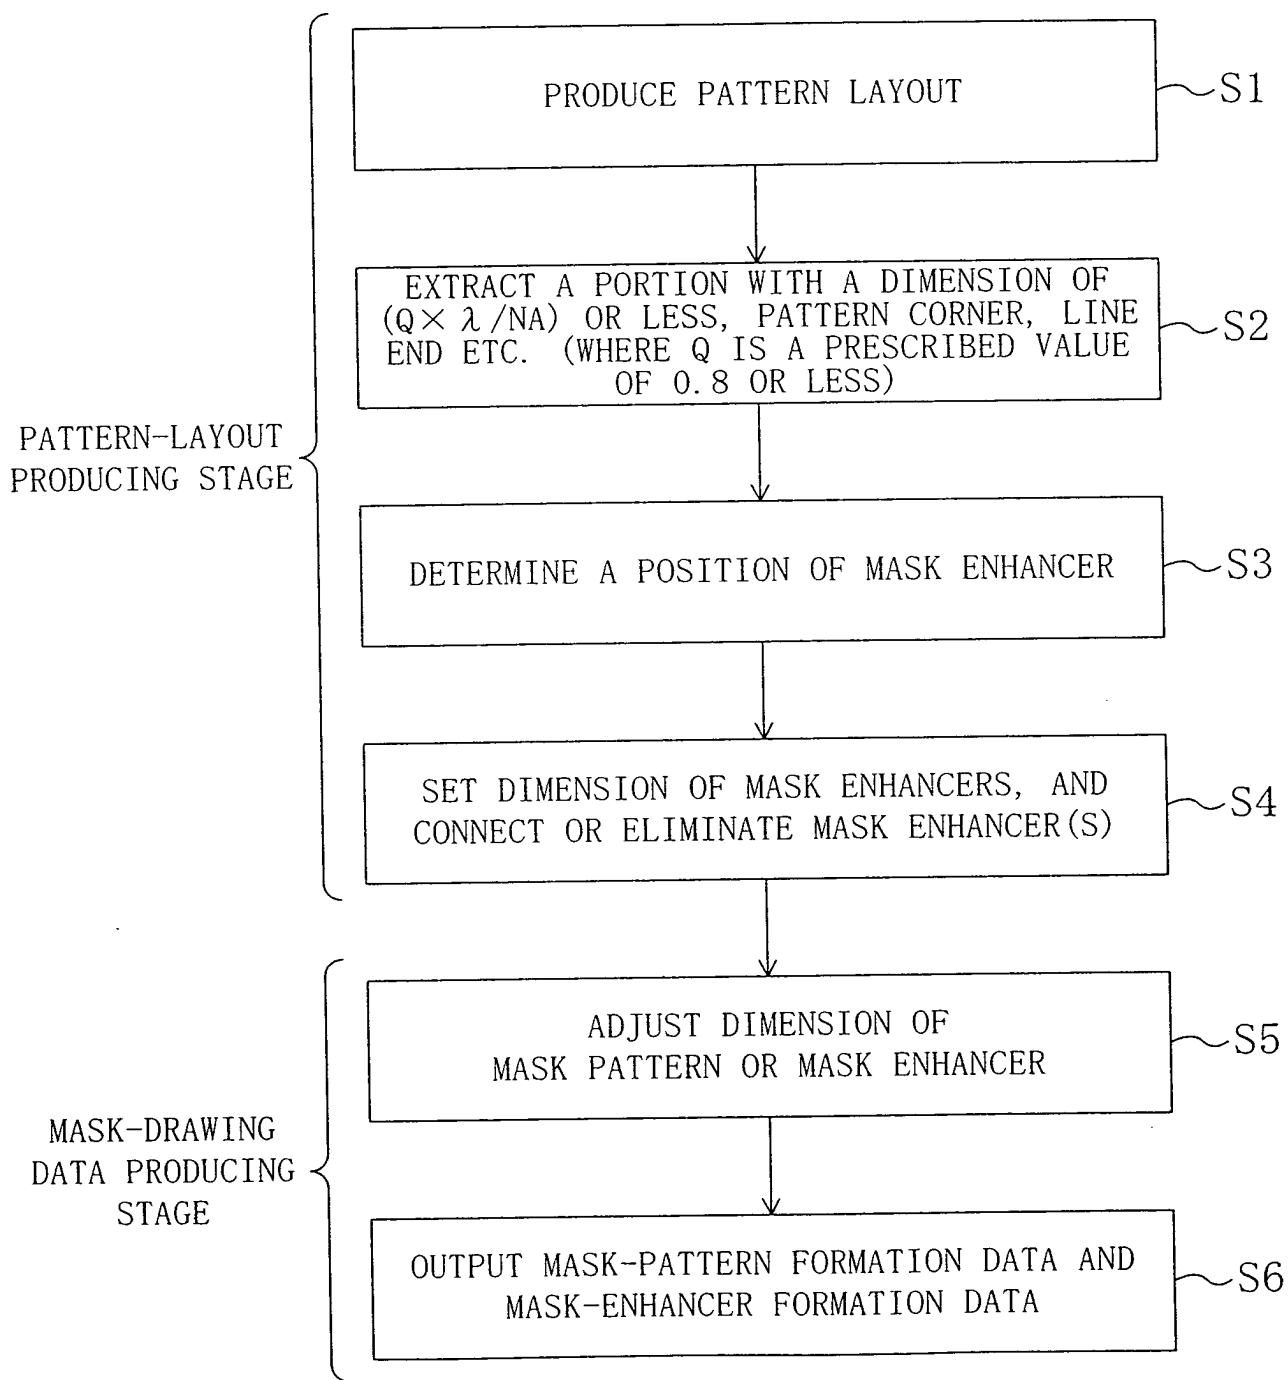 PRODUCE PATTERN LAYOUT
S1
EXTRACT A PORTION WITH A DIMENSION OF
(Q× λ/NA) OR LESS, PATTERN CORNER, LINE
END ETC. (WHERE Q IS A PRESCRIBED VALUE
OF 0.8 OR LESS)
S2
PATTERN-LAYOUT
PRODUCING STAGE
DETERMINE A POSITION OF MASK ENHANCER
S3
SET DIMENSION OF MASK ENHANCERS, AND
CONNECT OR ELIMINATE MASK ENHANCER(S)
S4
ADJUST DIMENSION OF
MASK PATTERN OR MASK ENHANCER
S5
MASK-DRAWING
DATA PRODUCING
STAGE
OUTPUT MASK-PATTERN FORMATION DATA AND
MASK-ENHANCER FORMATION DATA
S6